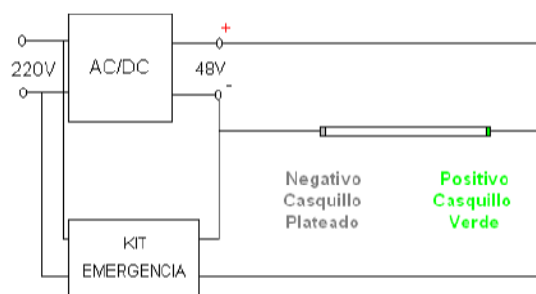 +
AC/DC
220V
48V
-
Negativo
Casquillo
Plateado
Positivo
Casquillo
Verde
KIT
EMERGENCIA